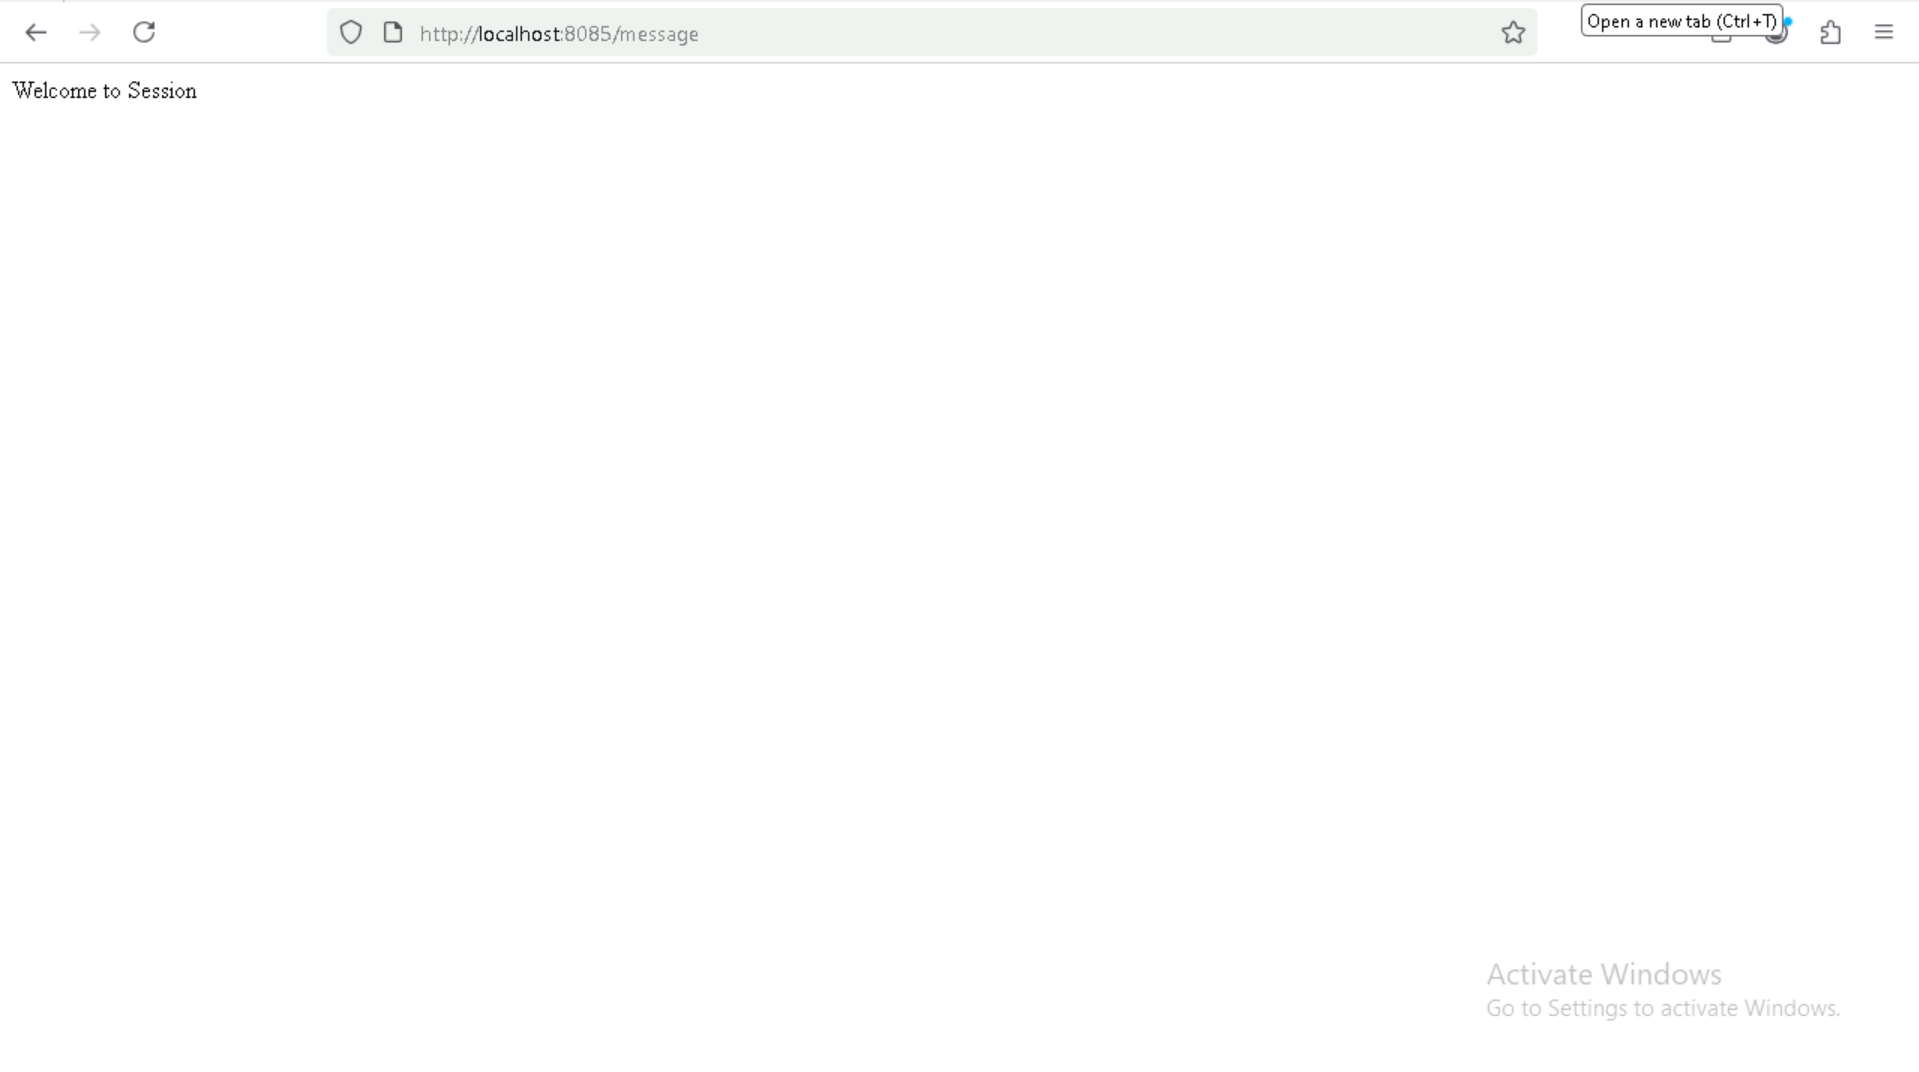 http://localhost:8085/message
Open a new tab (Ctrl+T)
Welcome to Session
Activate Windows
Go to Settings to activate Windows.